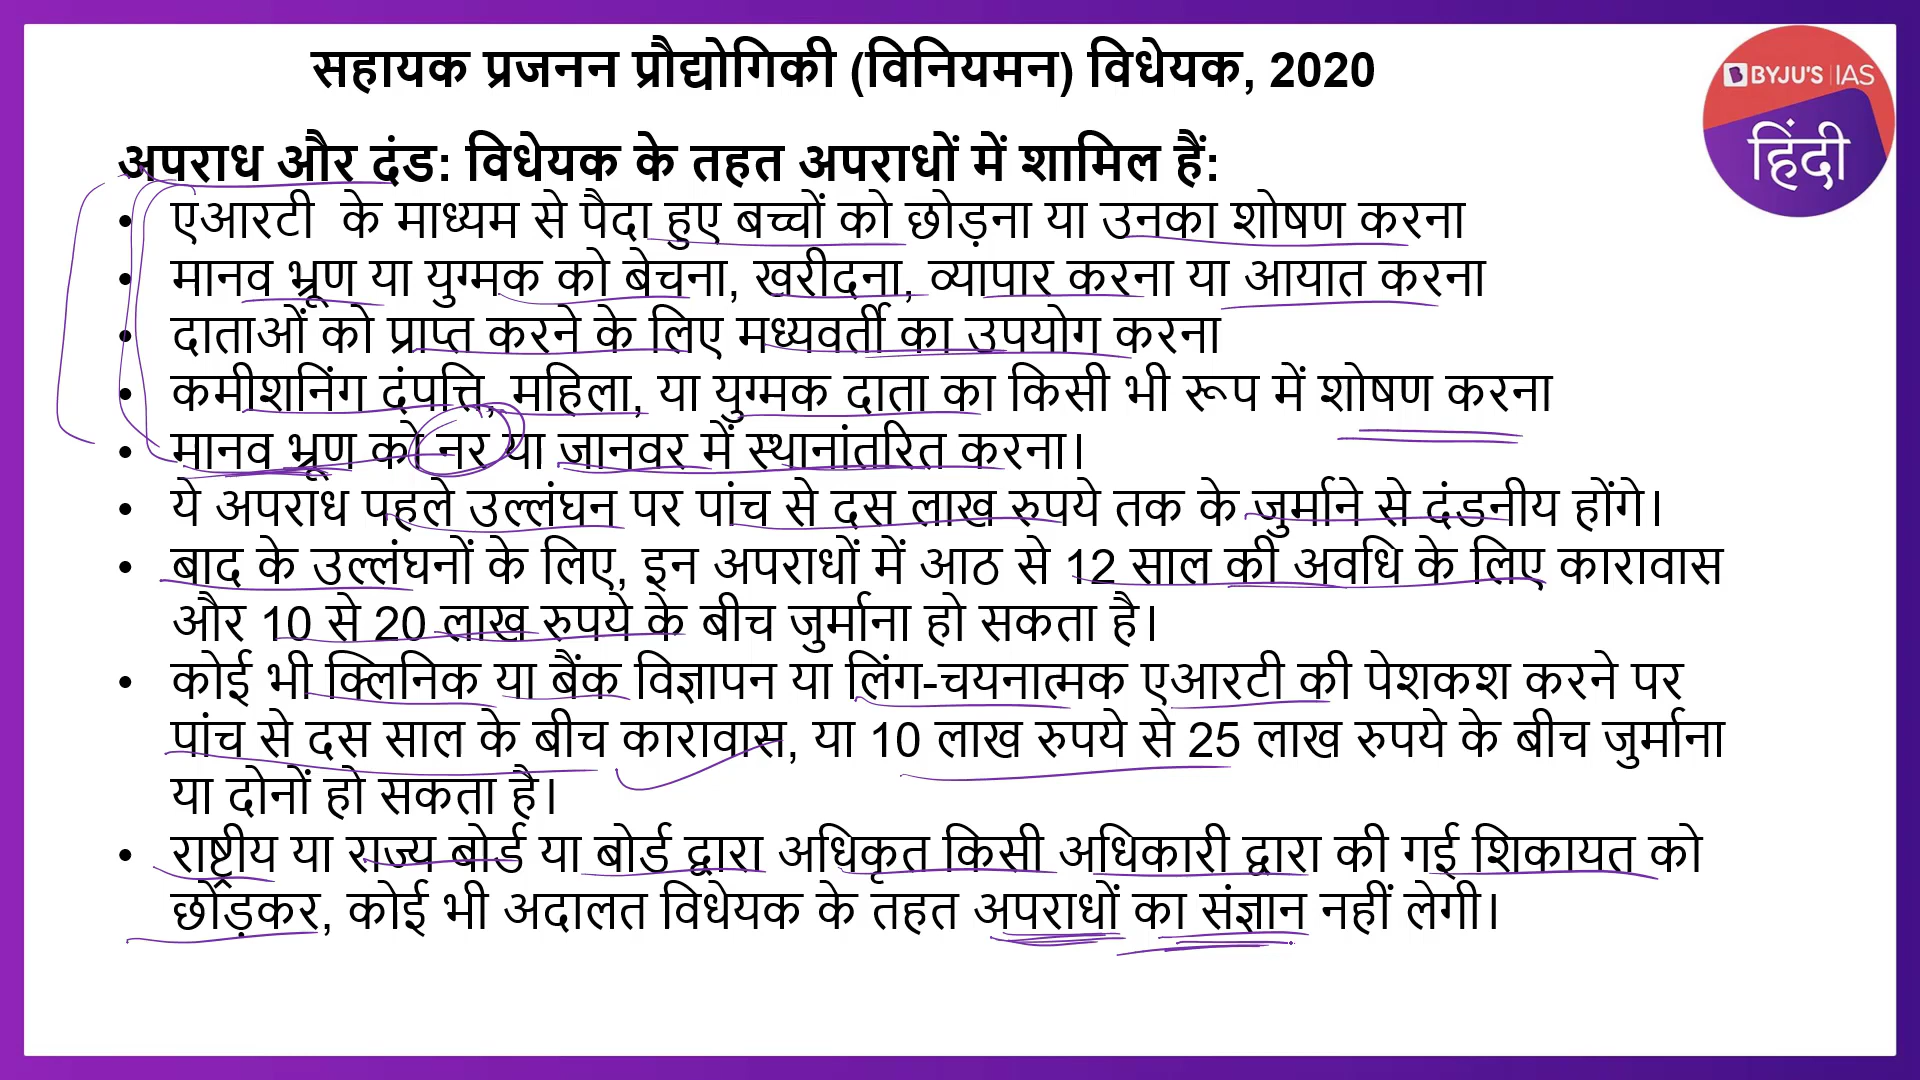 सहायक प्रजनन प्रौद्योगिकी (विनियमन) विधेयक, 2020
BYJU'S IAS
हिंदी
अपराध और दंड: विधेयक के तहत अपराधों में शामिल हैं:
• एआरटी के माध्यम से पैदा हुए बच्चों को छोड़ना या उनका शोषण करना
• मानव भ्रूण या युग्मक को बेचना, खरीदना, व्यापार करना या आयात करना
• दाताओं को प्राप्त करने के लिए मध्यवर्ती का उपयोग करना
• कमीशनिंग दंपत्ति, महिला, या युग्मक दाता का किसी भी रूप में शोषण करना
• मानव भ्रूण को नर या जानवर में स्थानांतरित करना।
• ये अपराध पहले उल्लंघन पर पांच से दस लाख रुपये तक के जुर्माने से दंडनीय होंगे।
• बाद के उल्लंघनों के लिए, इन अपराधों में आठ से 12 साल की अवधि के लिए कारावास
और 10 से 20 लाख रुपये के बीच जुर्माना हो सकता है।
• कोई भी क्लिनिक या बैंक विज्ञापन या लिंग-चयनात्मक एआरटी की पेशकश करने पर
पांच से दस साल के बीच कारावास, या 10 लाख रुपये से 25 लाख रुपये के बीच जुर्माना
या दोनों हो सकता है।
• राष्ट्रीय या राज्य बोर्ड या बोर्ड द्वारा अधिकृत किसी अधिकारी द्वारा की गई शिकायत को
छोड़कर, कोई भी अदालत विधेयक के तहत अपराधों का संज्ञान नहीं लेगी।